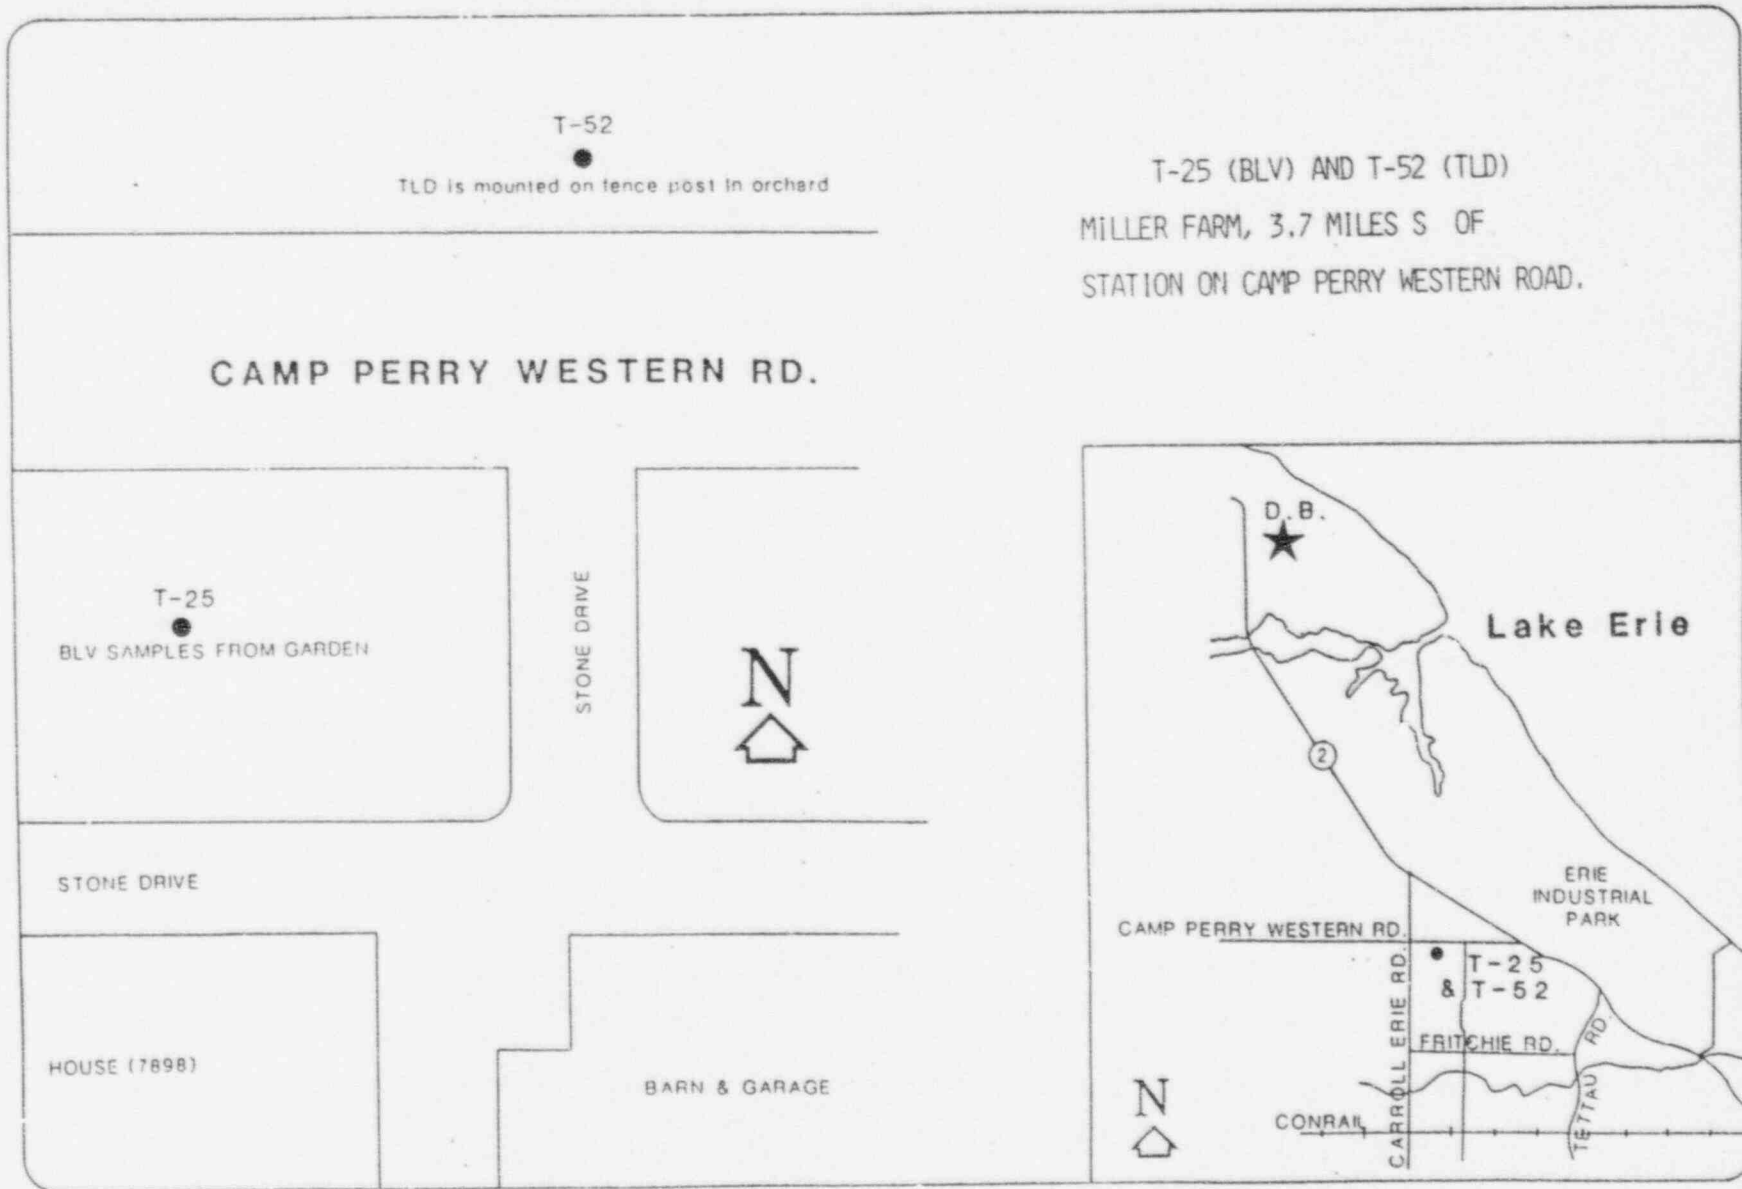 T-52
TLD is mounted on fence post in orchard
T-25 (BLV) AND T-52 (TLD)
MILLER FARM, 3.7 MILES S OF
STATION ON CAMP PERRY WESTERN ROAD.
CAMP PERRY WESTERN RD.
T-25
BLV SAMPLES FROM GARDEN
STONE DRIVE
N
STONE DRIVE
HOUSE (7898)
BARN & GARAGE
D.B.
Lake Erie
2
ERIE
INDUSTRIAL
PARK
CAMP PERRY WESTERN RD.
T-25
& T-52
CARROLL ERIE RD.
FRITCHIE RD.
TETTAU RD.
N
CONRAIL